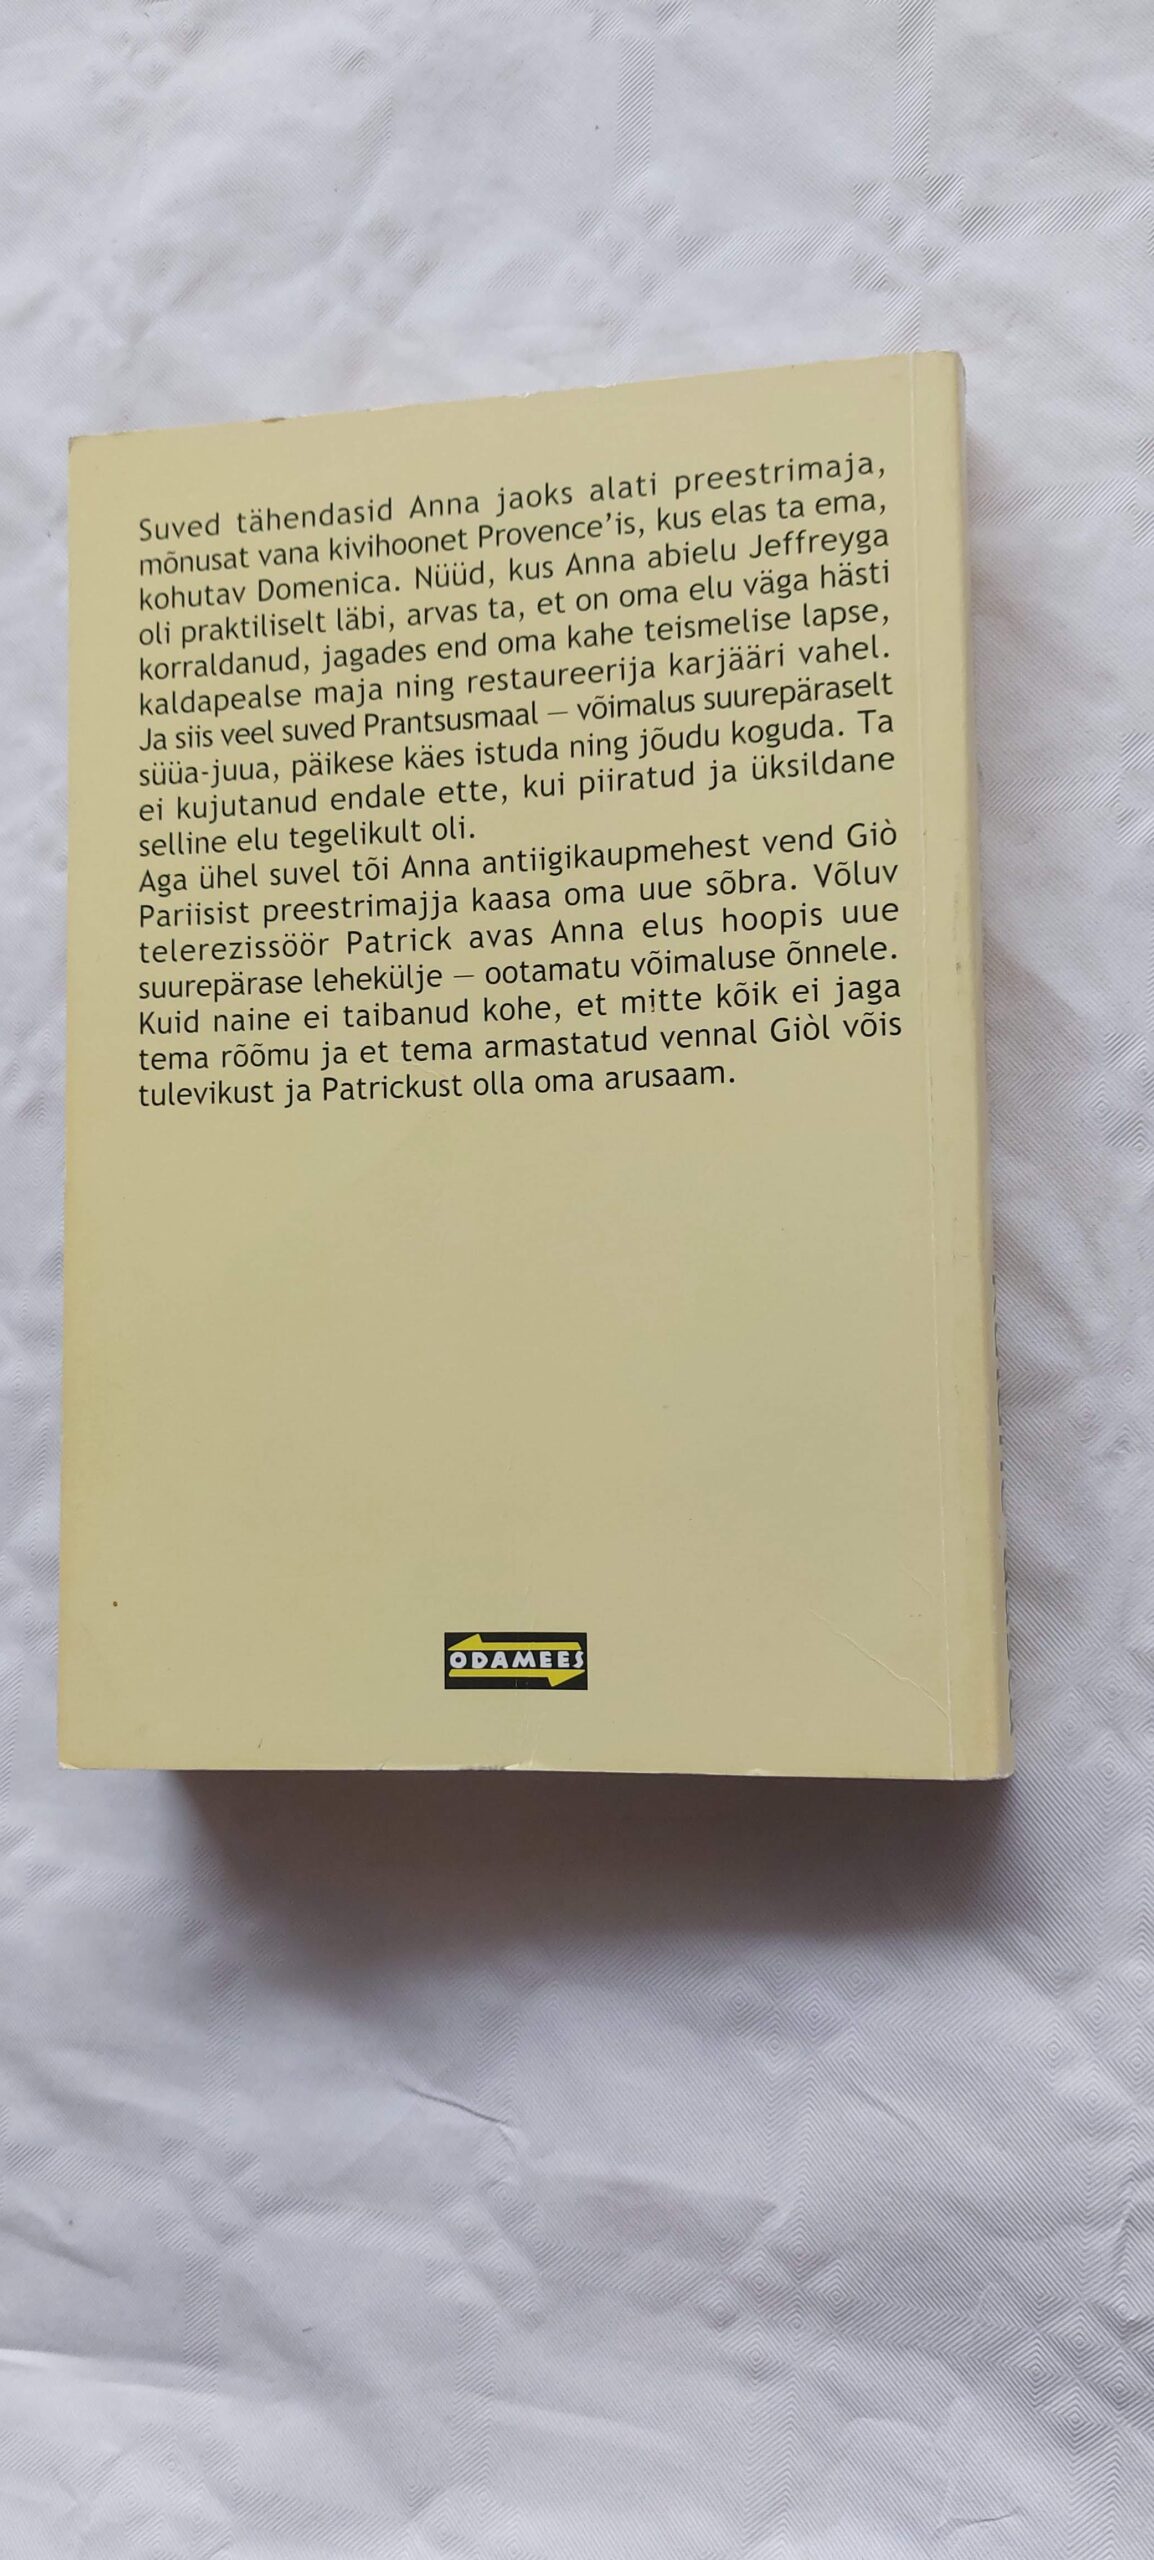 Suved tähendasid Anna jaoks alati preestrimaja,
mõnusat vana kivihoonet Provence’is, kus elas ta ema,
kohutav Domenica. Nüüd, kus Anna abielu Jeffreyga
oli praktiliselt läbi, arvas ta, et on oma elu väga hästi
korraldanud, jagades end oma kahe teismelise lapse,
kaldapealse maja ning restaureerija karjääri vahel.
Ja siis veel suved Prantsusmaal – võimalus suurepäraselt
süüa-juua, päikese käes istuda ning jõudu koguda. Ta
ei kujutanud endale ette, kui piiratud ja üksildane
selline elu tegelikult oli.
Aga ühel suvel tõi Anna antiigikaupmehest vend Giò
Pariisist preestrimajja kaasa oma uue sõbra. Võluv
telerezissöör Patrick avas Anna elus hoopis uue
suurepärase lehekülje – ootamatu võimaluse õnnele.
Kuid naine ei taibanud kohe, et mitte kõik ei jaga
tema rõõmu ja et tema armastatud vennal Giòl võis
tulevikust ja Patrickust olla oma arusaam.
ODAMEES